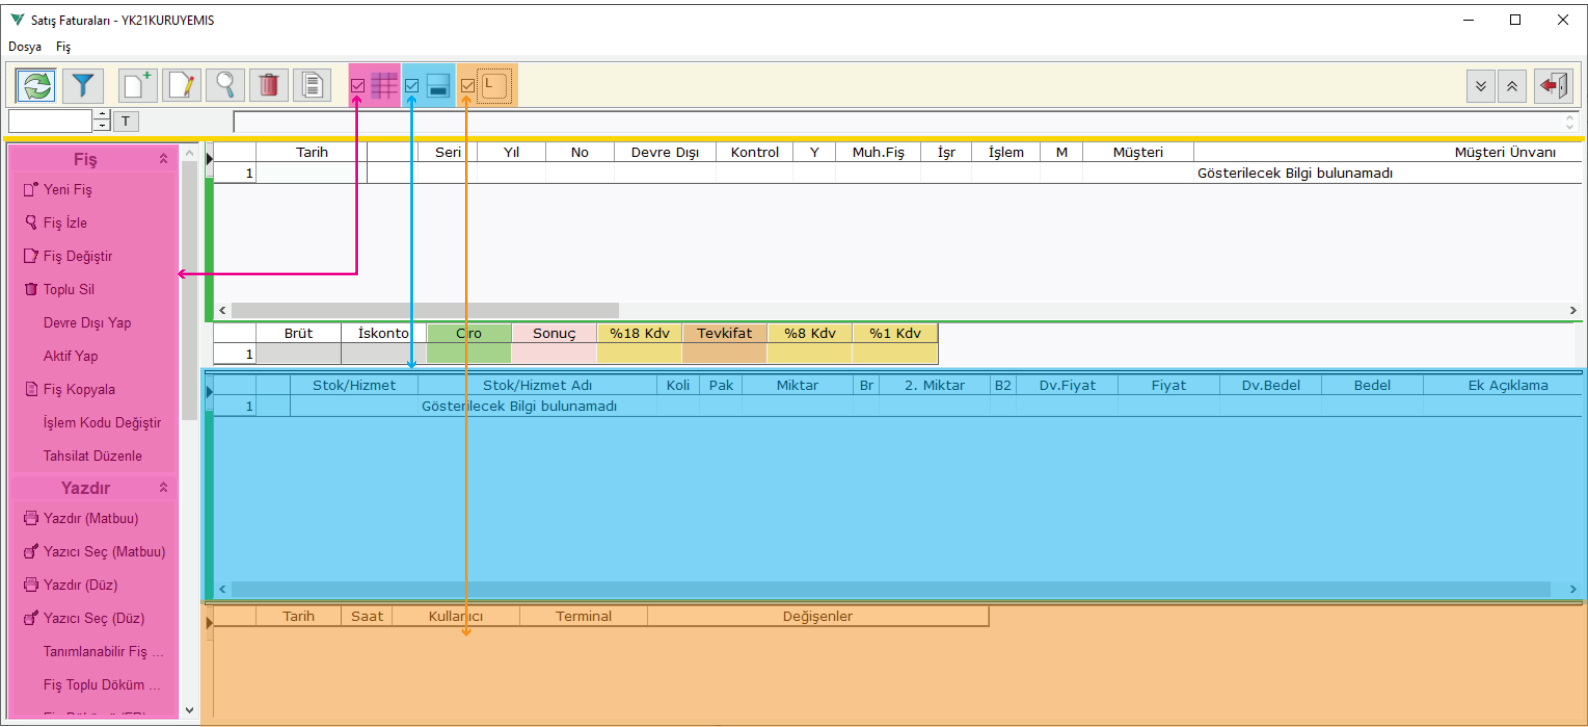 Satış Faturaları - YK21KURUYEMIS
Dosya Fiş
L
T
Fiş
Yeni Fiş
Fiş İzle
Fiş Değiştir
Toplu Sil
Devre Dışı Yap
Aktif Yap
Fiş Kopyala
İşlem Kodu Değiştir
Tahsilat Düzenle
Yazdır
Yazdır (Matbuu)
Yazıcı Seç (Matbuu)
Yazdır (Düz)
Yazıcı Seç (Düz)
Tanımlanabilir Fiş ...
Fiş Toplu Döküm ...
Tarih Seri Yıl No Devre Dışı Kontrol Y Muh.Fiş İşr İşlem M Müşteri Müşteri Ünvanı
1 Gösterilecek Bilgi bulunamadı
Brüt İskonto Ciro Sonuç %18 Kdv Tevkifat %8 Kdv %1 Kdv
1
Stok/Hizmet Stok/Hizmet Adı Koli Pak Miktar Br 2. Miktar B2 Dv.Fiyat Fiyat Dv.Bedel Bedel Ek Açıklama
1 Gösterilecek Bilgi bulunamadı
Tarih Saat Kullanıcı Terminal Değişenler